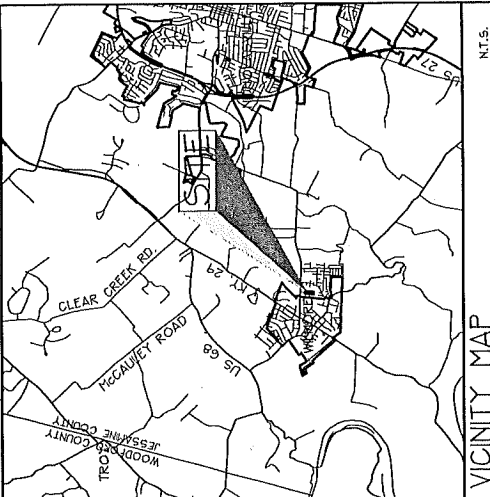 SITE
CLEAR CREEK RD.
McCAULEY ROAD
KY 29
US 68
WOODFORD COUNTY
JESSAMINE COUNTY
US 27
VICINITY MAP
N.T.S.